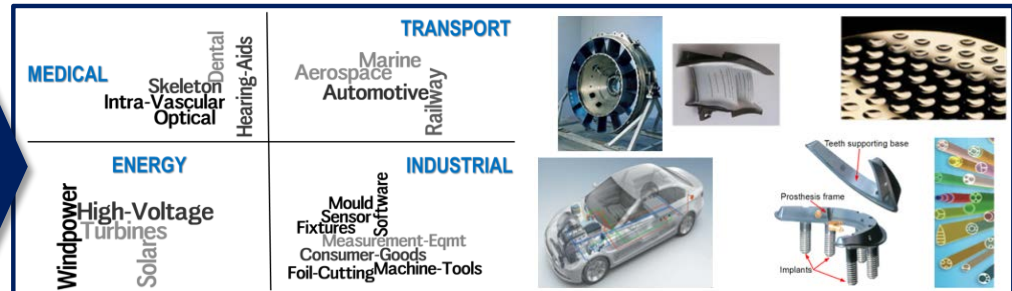 MEDICAL
Dental
Skeleton
Intra-Vascular
Optical
Hearing-Aids
TRANSPORT
Marine
Aerospace
Automotive
Railway
ENERGY
Windpower
High-Voltage
Turbines
Solar
INDUSTRIAL
Software
Mould
Sensor
Fixtures
Measurement-Eqmt
Consumer-Goods
Foil-Cutting Machine-Tools
Teeth supporting base
Prosthesis frame
Implants